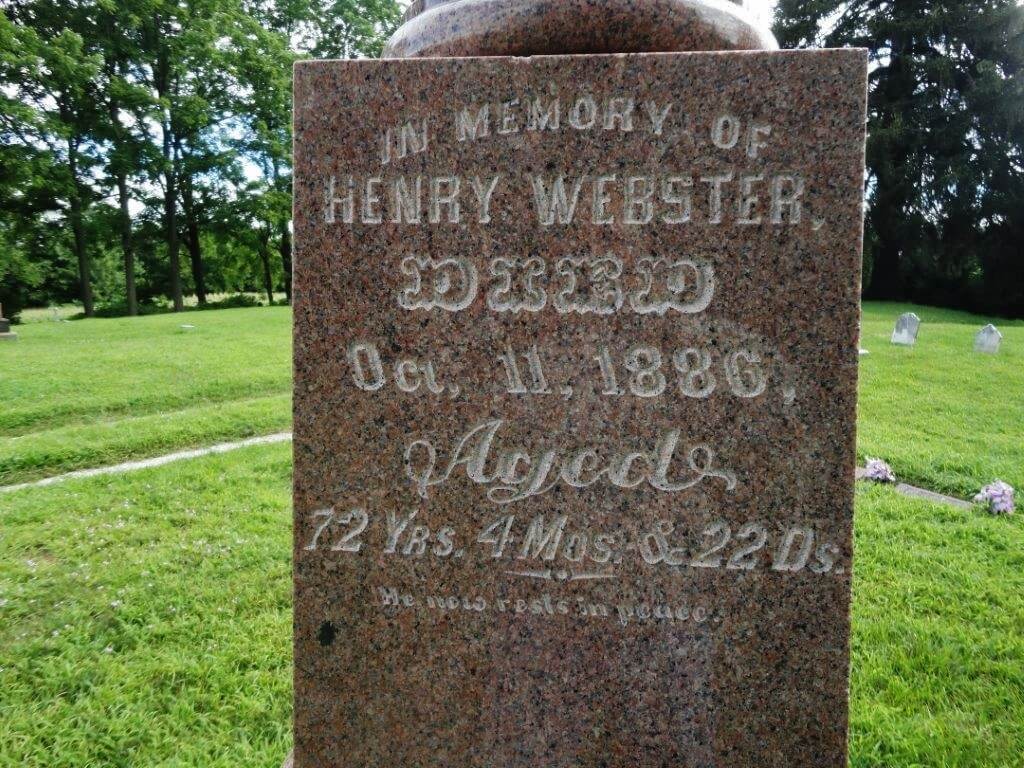 IN MEMORY OF
HENRY WEBSTER,
DIED
Oct, 11, 1886,
Aged
72 Yrs. 4 Mos. & 22 Ds.
He now rests in peace.